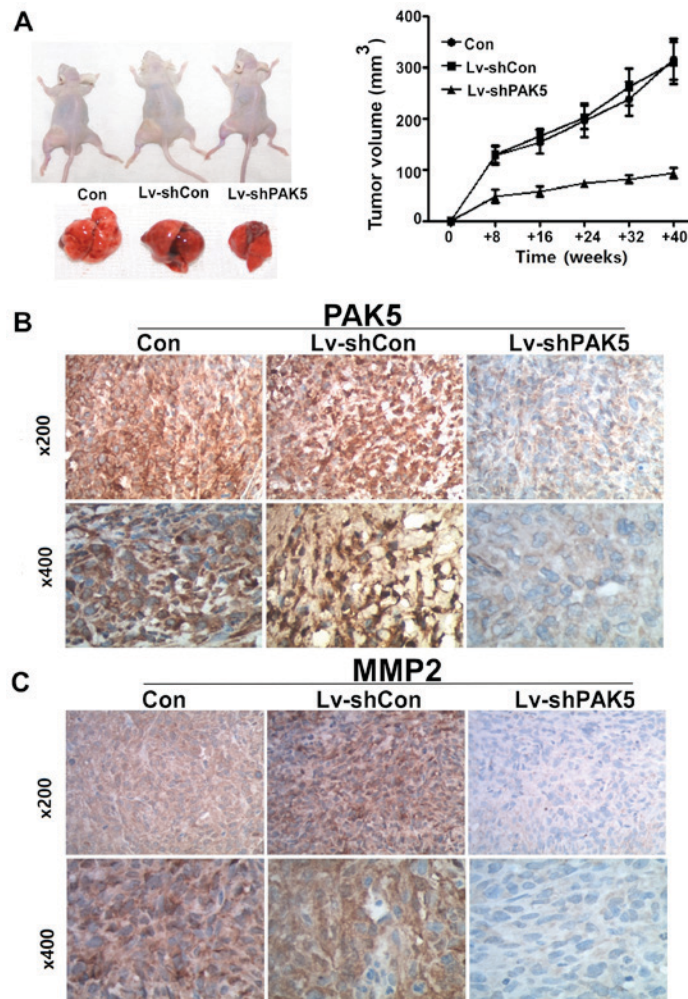 A
Con Lv-shCon Lv-shPAK5
Tumor volume (mm3)
400
300
200
100
0
Con
Lv-shCon
Lv-shPAK5
0 +8 +16 +24 +32 +40
Time (weeks)
B
PAK5
Con Lv-shCon Lv-shPAK5
x200
x400
C
MMP2
Con Lv-shCon Lv-shPAK5
x200
x400